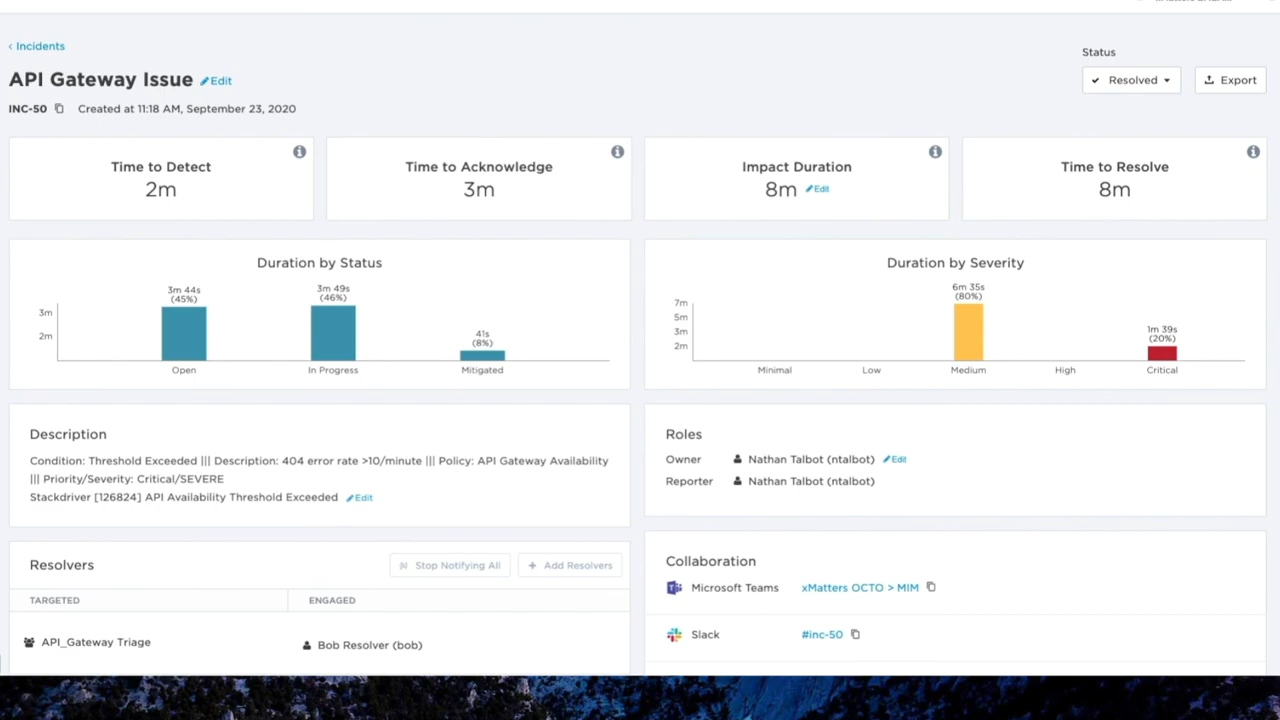 ‹ Incidents
Status
API Gateway Issue Edit
Resolved
Export
INC-50 Created at 11:18 AM, September 23, 2020
Time to Detect
2m
Time to Acknowledge
3m
Impact Duration
8m Edit
Time to Resolve
8m
Duration by Status
3m 44s
(45%)
3m 49s
(46%)
41s
(8%)
3m
2m
Open In Progress Mitigated
Duration by Severity
6m 35s
(80%)
1m 39s
(20%)
7m
5m
3m
2m
Minimal Low Medium High Critical
Description
Condition: Threshold Exceeded ||| Description: 404 error rate >10/minute ||| Policy: API Gateway Availability
||| Priority/Severity: Critical/SEVERE
Stackdriver [126824] API Availability Threshold Exceeded Edit
Roles
Owner Nathan Talbot (ntalbot) Edit
Reporter Nathan Talbot (ntalbot)
Resolvers Stop Notifying All + Add Resolvers
TARGETED ENGAGED
API_Gateway Triage Bob Resolver (bob)
Collaboration
Microsoft Teams xMatters OCTO > MIM
Slack #inc-50